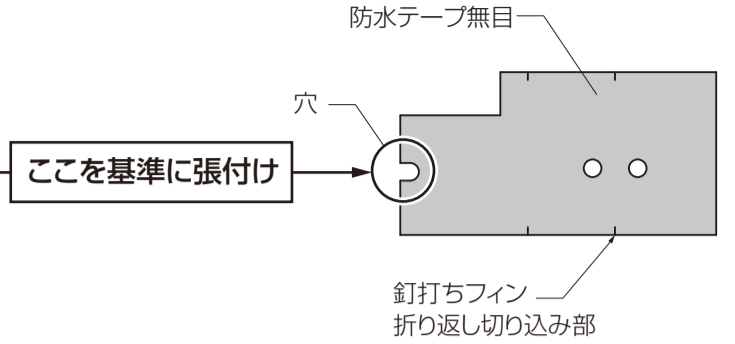 防水テープ無目
穴
ここを基準に張付け
釘打ちフィン
折り返し切り込み部